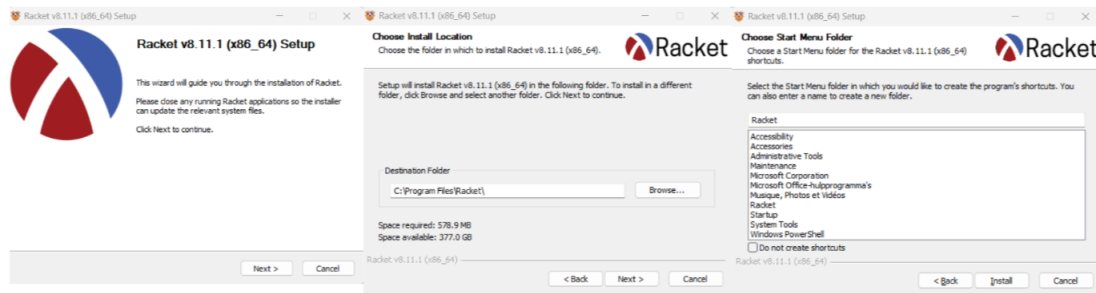 Racket v8.11.1 (x86_64) Setup
Racket v8.11.1 (x86_64) Setup
This wizard will guide you through the installation of Racket.
Please close any running Racket applications so the installer
can update the relevant system files.
Click Next to continue.
Next >
Cancel
Racket v8.11.1 (x86_64) Setup
Choose Install Location
Choose the folder in which to install Racket v8.11.1 (x86_64).
Racket
Setup will install Racket v8.11.1 (x86_64) in the following folder. To install in a different
folder, click Browse and select another folder. Click Next to continue.
Destination Folder
C:\Program Files\Racket\
Browse...
Space required: 578.9 MB
Space available: 377.0 GB
Racket v8.11.1 (x86_64)
< Back
Next >
Cancel
Racket v8.11.1 (x86_64) Setup
Choose Start Menu Folder
Choose a Start Menu folder for the Racket v8.11.1 (x86_64)
shortcuts.
Racket
Select the Start Menu folder in which you would like to create the program's shortcuts. You
can also enter a name to create a new folder.
Racket
Accessibility
Accessories
Administrative Tools
Maintenance
Microsoft Corporation
Microsoft Office-hulpprogramma's
Musique, Photos et Vidéos
Racket
Startup
System Tools
Windows PowerShell
Do not create shortcuts
Racket v8.11.1 (x86_64)
< Back
Install
Cancel